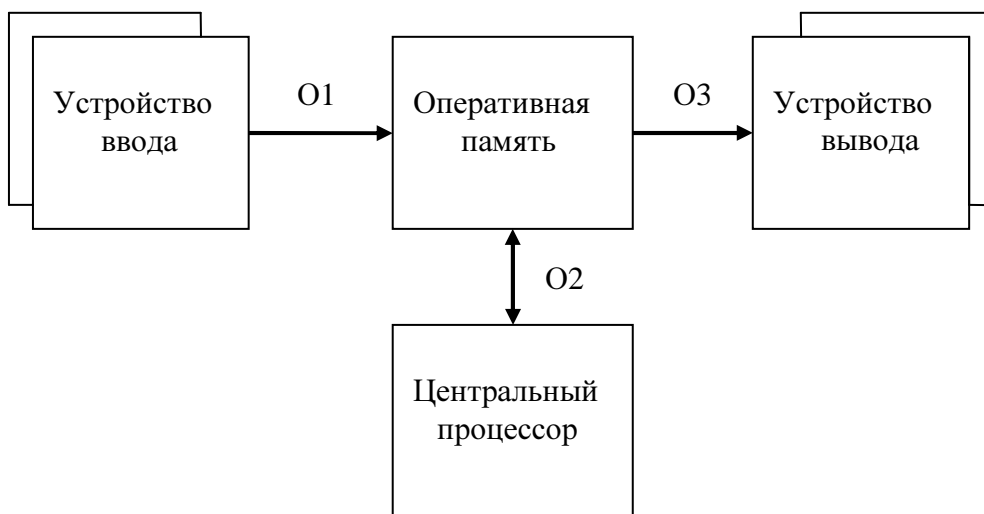 Устройство
ввода
О1
Оперативная
память
О3
Устройство
вывода
О2
Центральный
процессор